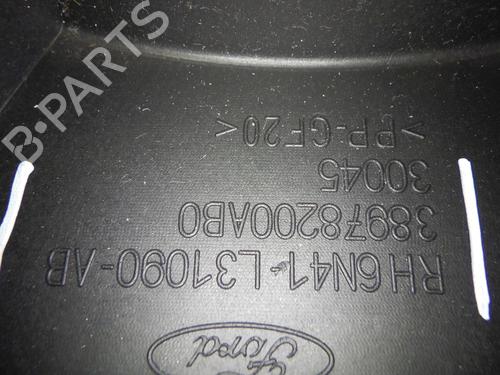 RH 6N41-L31090-AB
38978200AB0
30045
>PP-GF20<
Ford
B-PARTS